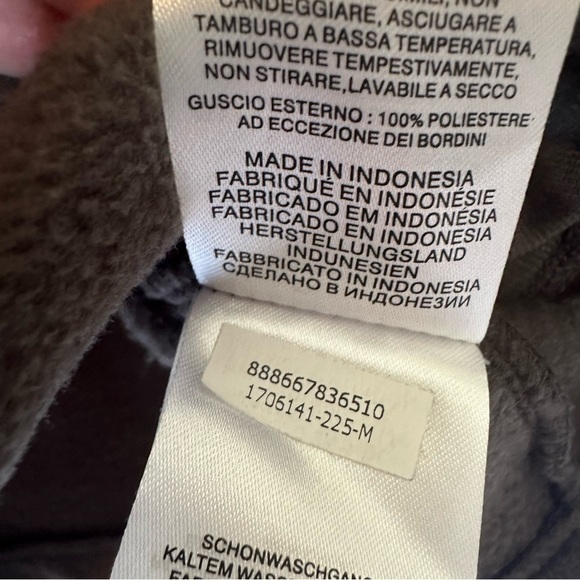 CANDEGGIARE, ASCIUGARE A
TAMBURO A BASSA TEMPERATURA,
RIMUOVERE TEMPESTIVAMENTE,
NON STIRARE,LAVABILE A SECCO
GUSCIO ESTERNO : 100% POLIESTERE
AD ECCEZIONE DEI BORDINI
MADE IN INDONESIA
FABRIQUÉ EN INDONÉSIE
FABRICADO EM INDONÉSIA
FABRICADO EN INDONESIA
HERSTELLUNGSLAND
INDUNESIEN
FABBRICATO IN INDONESIA
СДЕЛАНО В ИНДОНЕЗИИ
888667836510
1706141-225-M
SCHONWASCHGANG